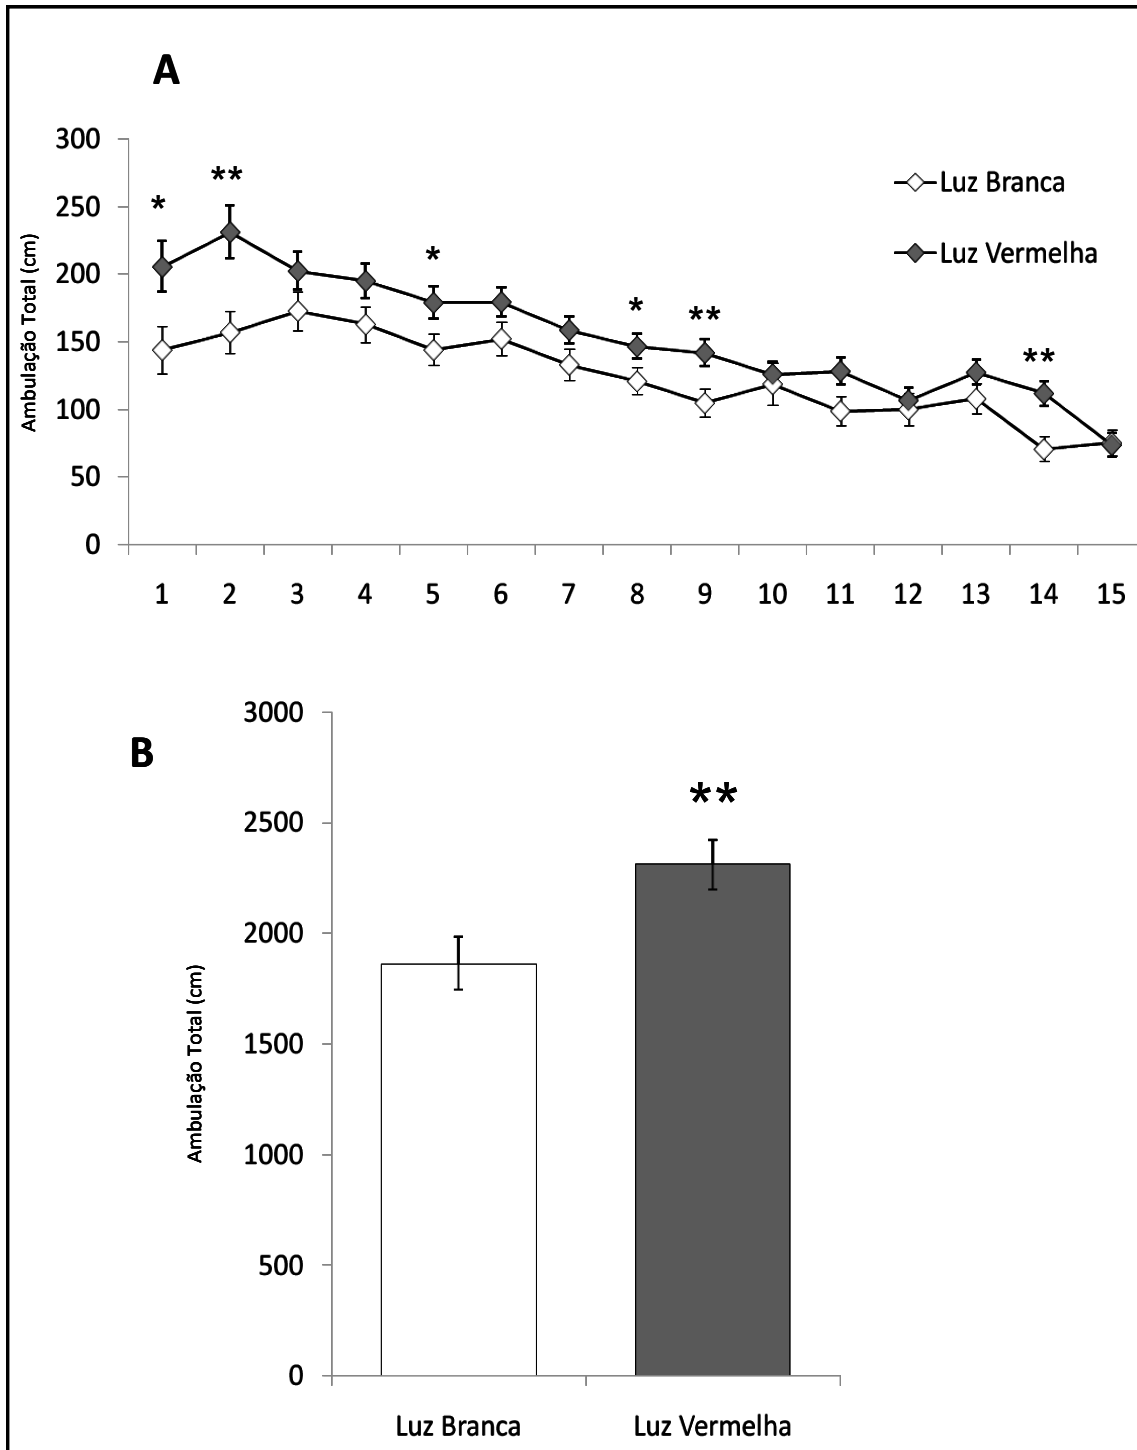 A
300
250
200
150
100
50
0
Ambulação Total (cm)
* ** * * ** **
Luz Branca
Luz Vermelha
1 2 3 4 5 6 7 8 9 10 11 12 13 14 15
B
3000
2500
2000
1500
1000
500
0
Ambulação Total (cm)
**
Luz Branca Luz Vermelha